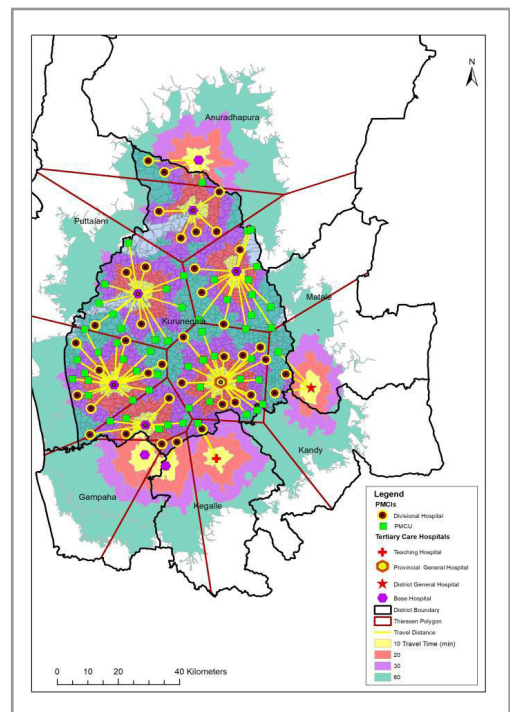 N
Anuradhapura
Puttalam
Matale
Kurunegala
Kandy
Gampaha
Kegalle
Legend
PMCIs
Divisional Hospital
PMCU
Tertiary Care Hospitals
Teaching Hospital
Provincial General Hospital
District General Hospital
Base Hospital
District Boundary
Thiessen Polygon
Travel Distance
10 Travel Time (min)
20
30
60
0 10 20 40 Kilometers